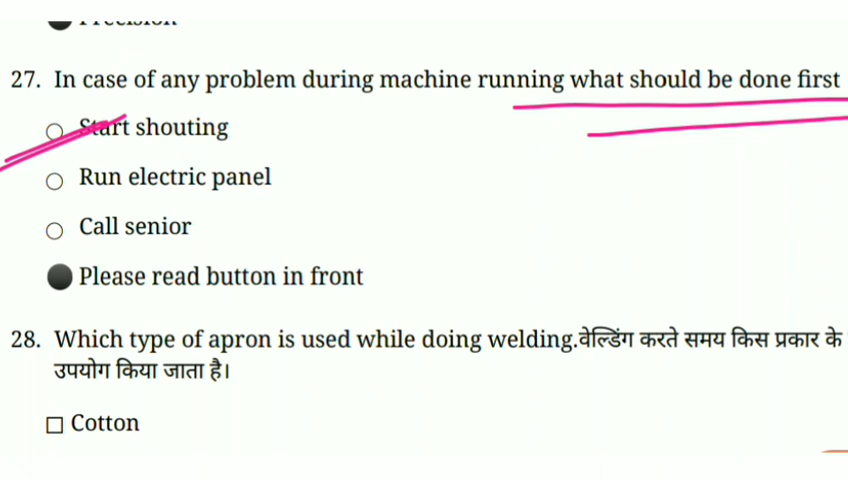 27. In case of any problem during machine running what should be done first
Start shouting
Run electric panel
Call senior
Please read button in front
28. Which type of apron is used while doing welding.वेल्डिंग करते समय किस प्रकार के
उपयोग किया जाता है।
Cotton